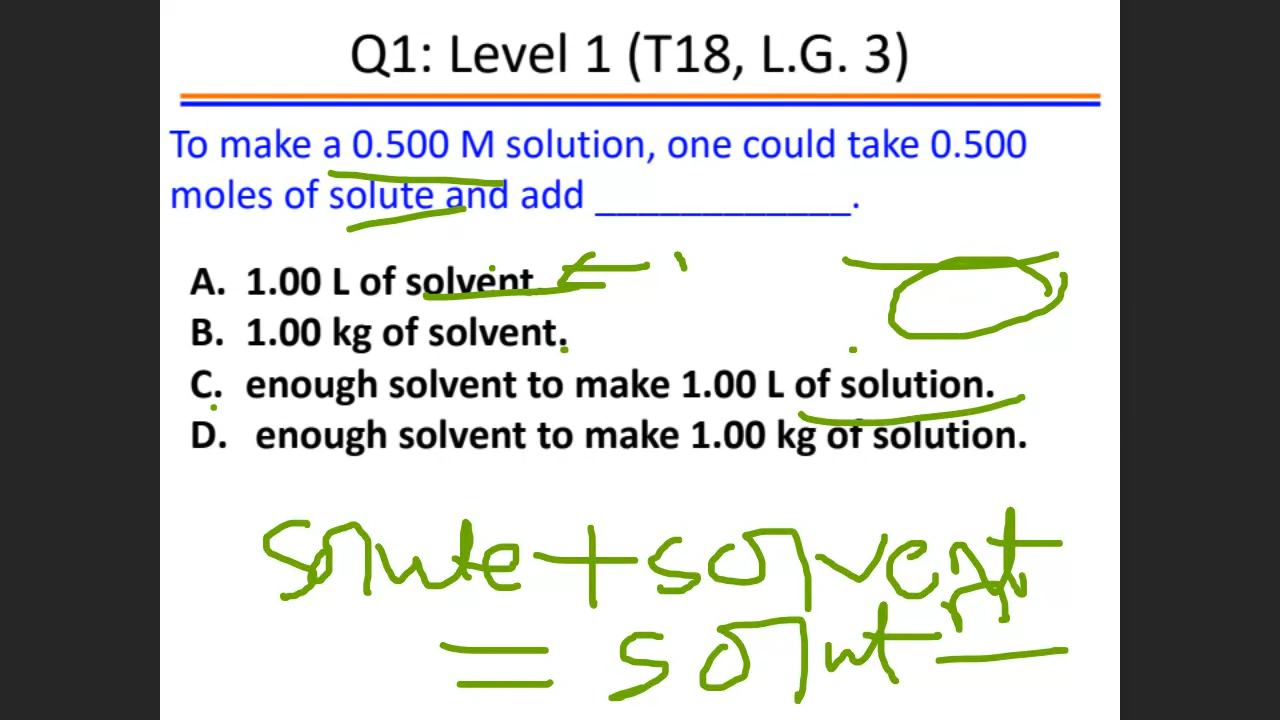 Q1: Level 1 (T18, L.G. 3)
To make a 0.500 M solution, one could take 0.500
moles of solute and add ____________.
A. 1.00 L of solvent.
B. 1.00 kg of solvent.
C. enough solvent to make 1.00 L of solution.
D. enough solvent to make 1.00 kg of solution.
solute + solvent
=